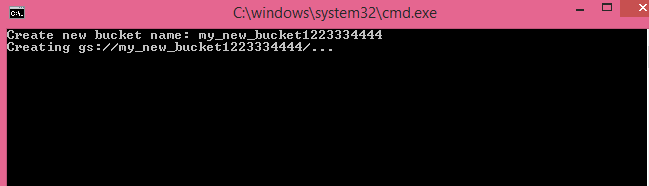 C:\windows\system32\cmd.exe
Create new bucket name: my_new_bucket1223334444
Creating gs://my_new_bucket1223334444/...